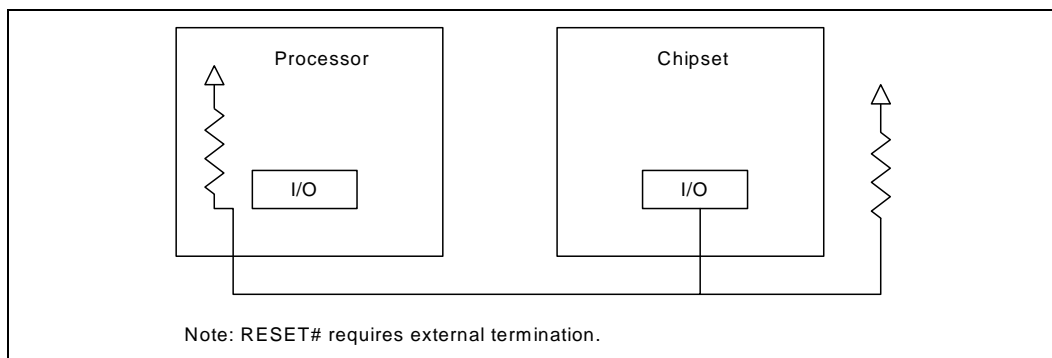 Processor
Chipset
I/O
I/O
Note: RESET# requires external termination.